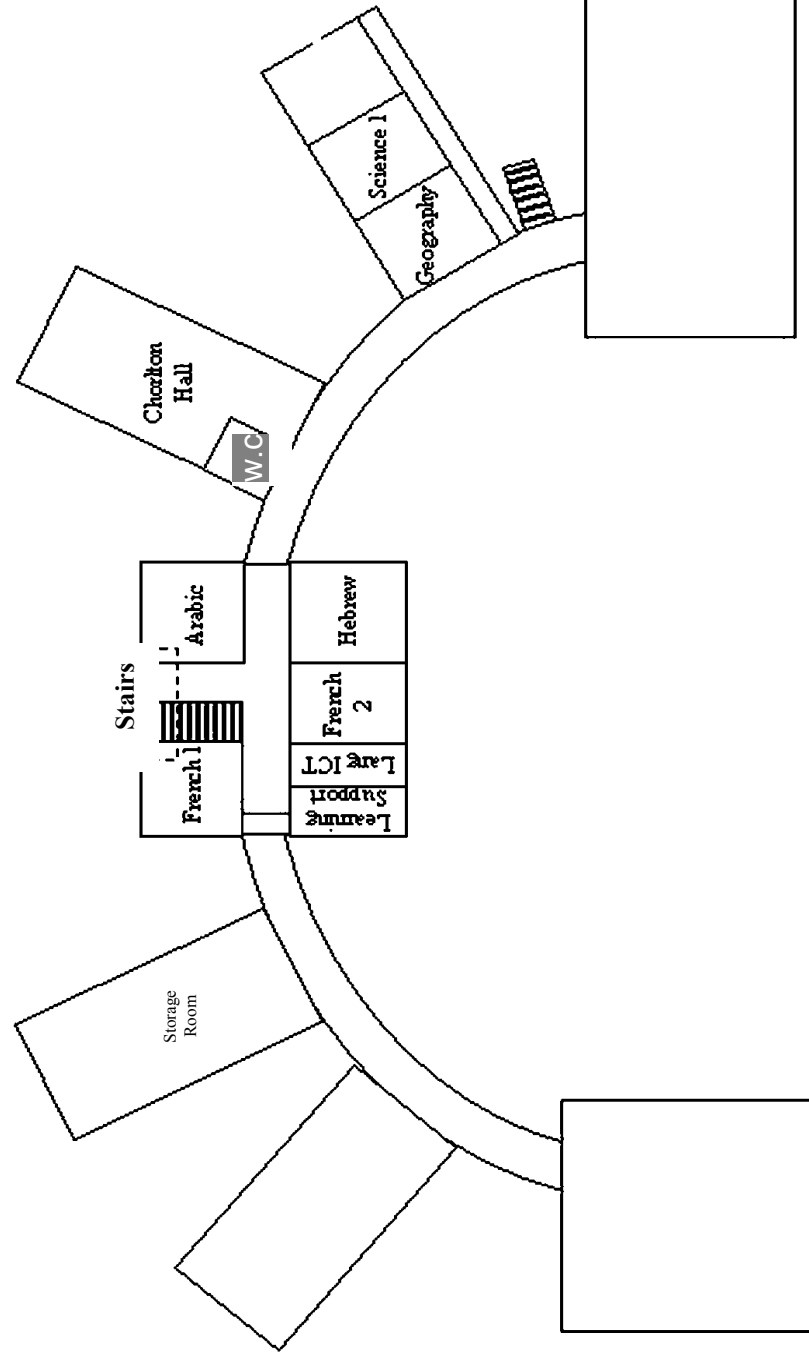 Science 1
Geography
Chorlton
Hall
W.C
Arabic
Hebrew
Stairs
French
2
French 1
Lang ICT
Learning
Support
Storage
Room